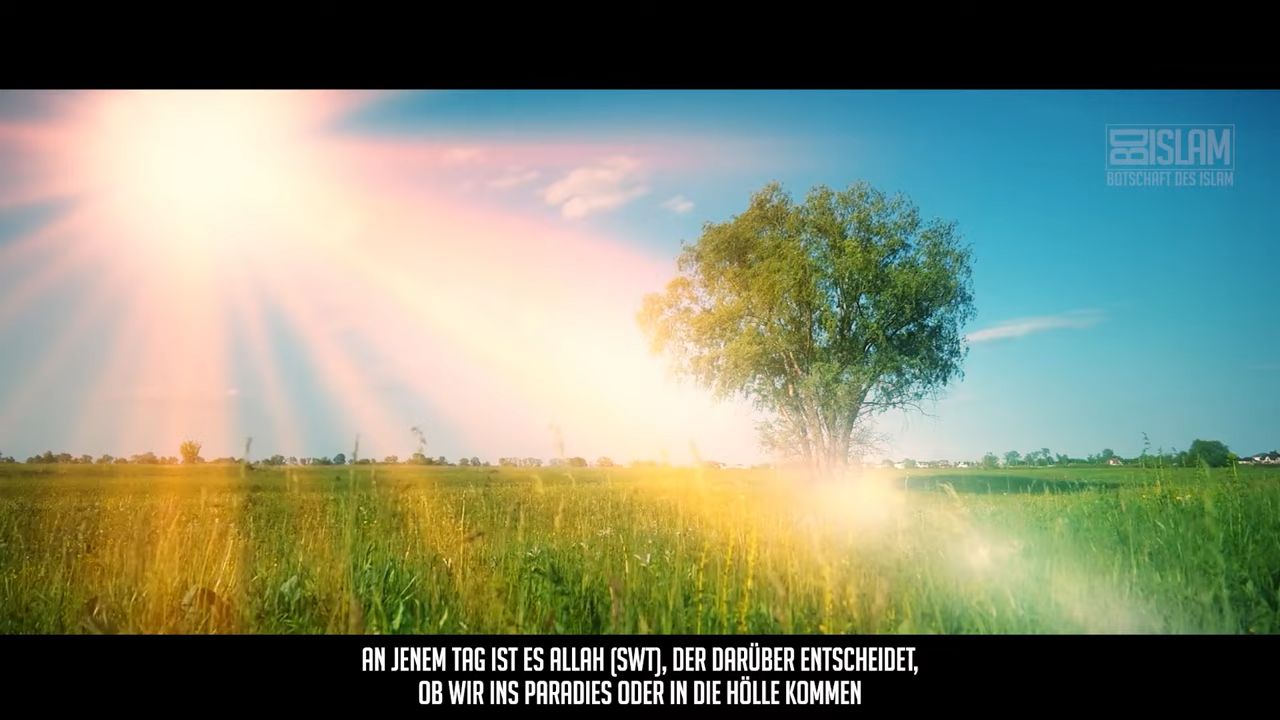 BDISLAM
BOTSCHAFT DES ISLAM
AN JENEM TAG IST ES ALLAH (SWT), DER DARÜBER ENTSCHEIDET,
OB WIR INS PARADIES ODER IN DIE HÖLLE KOMMEN